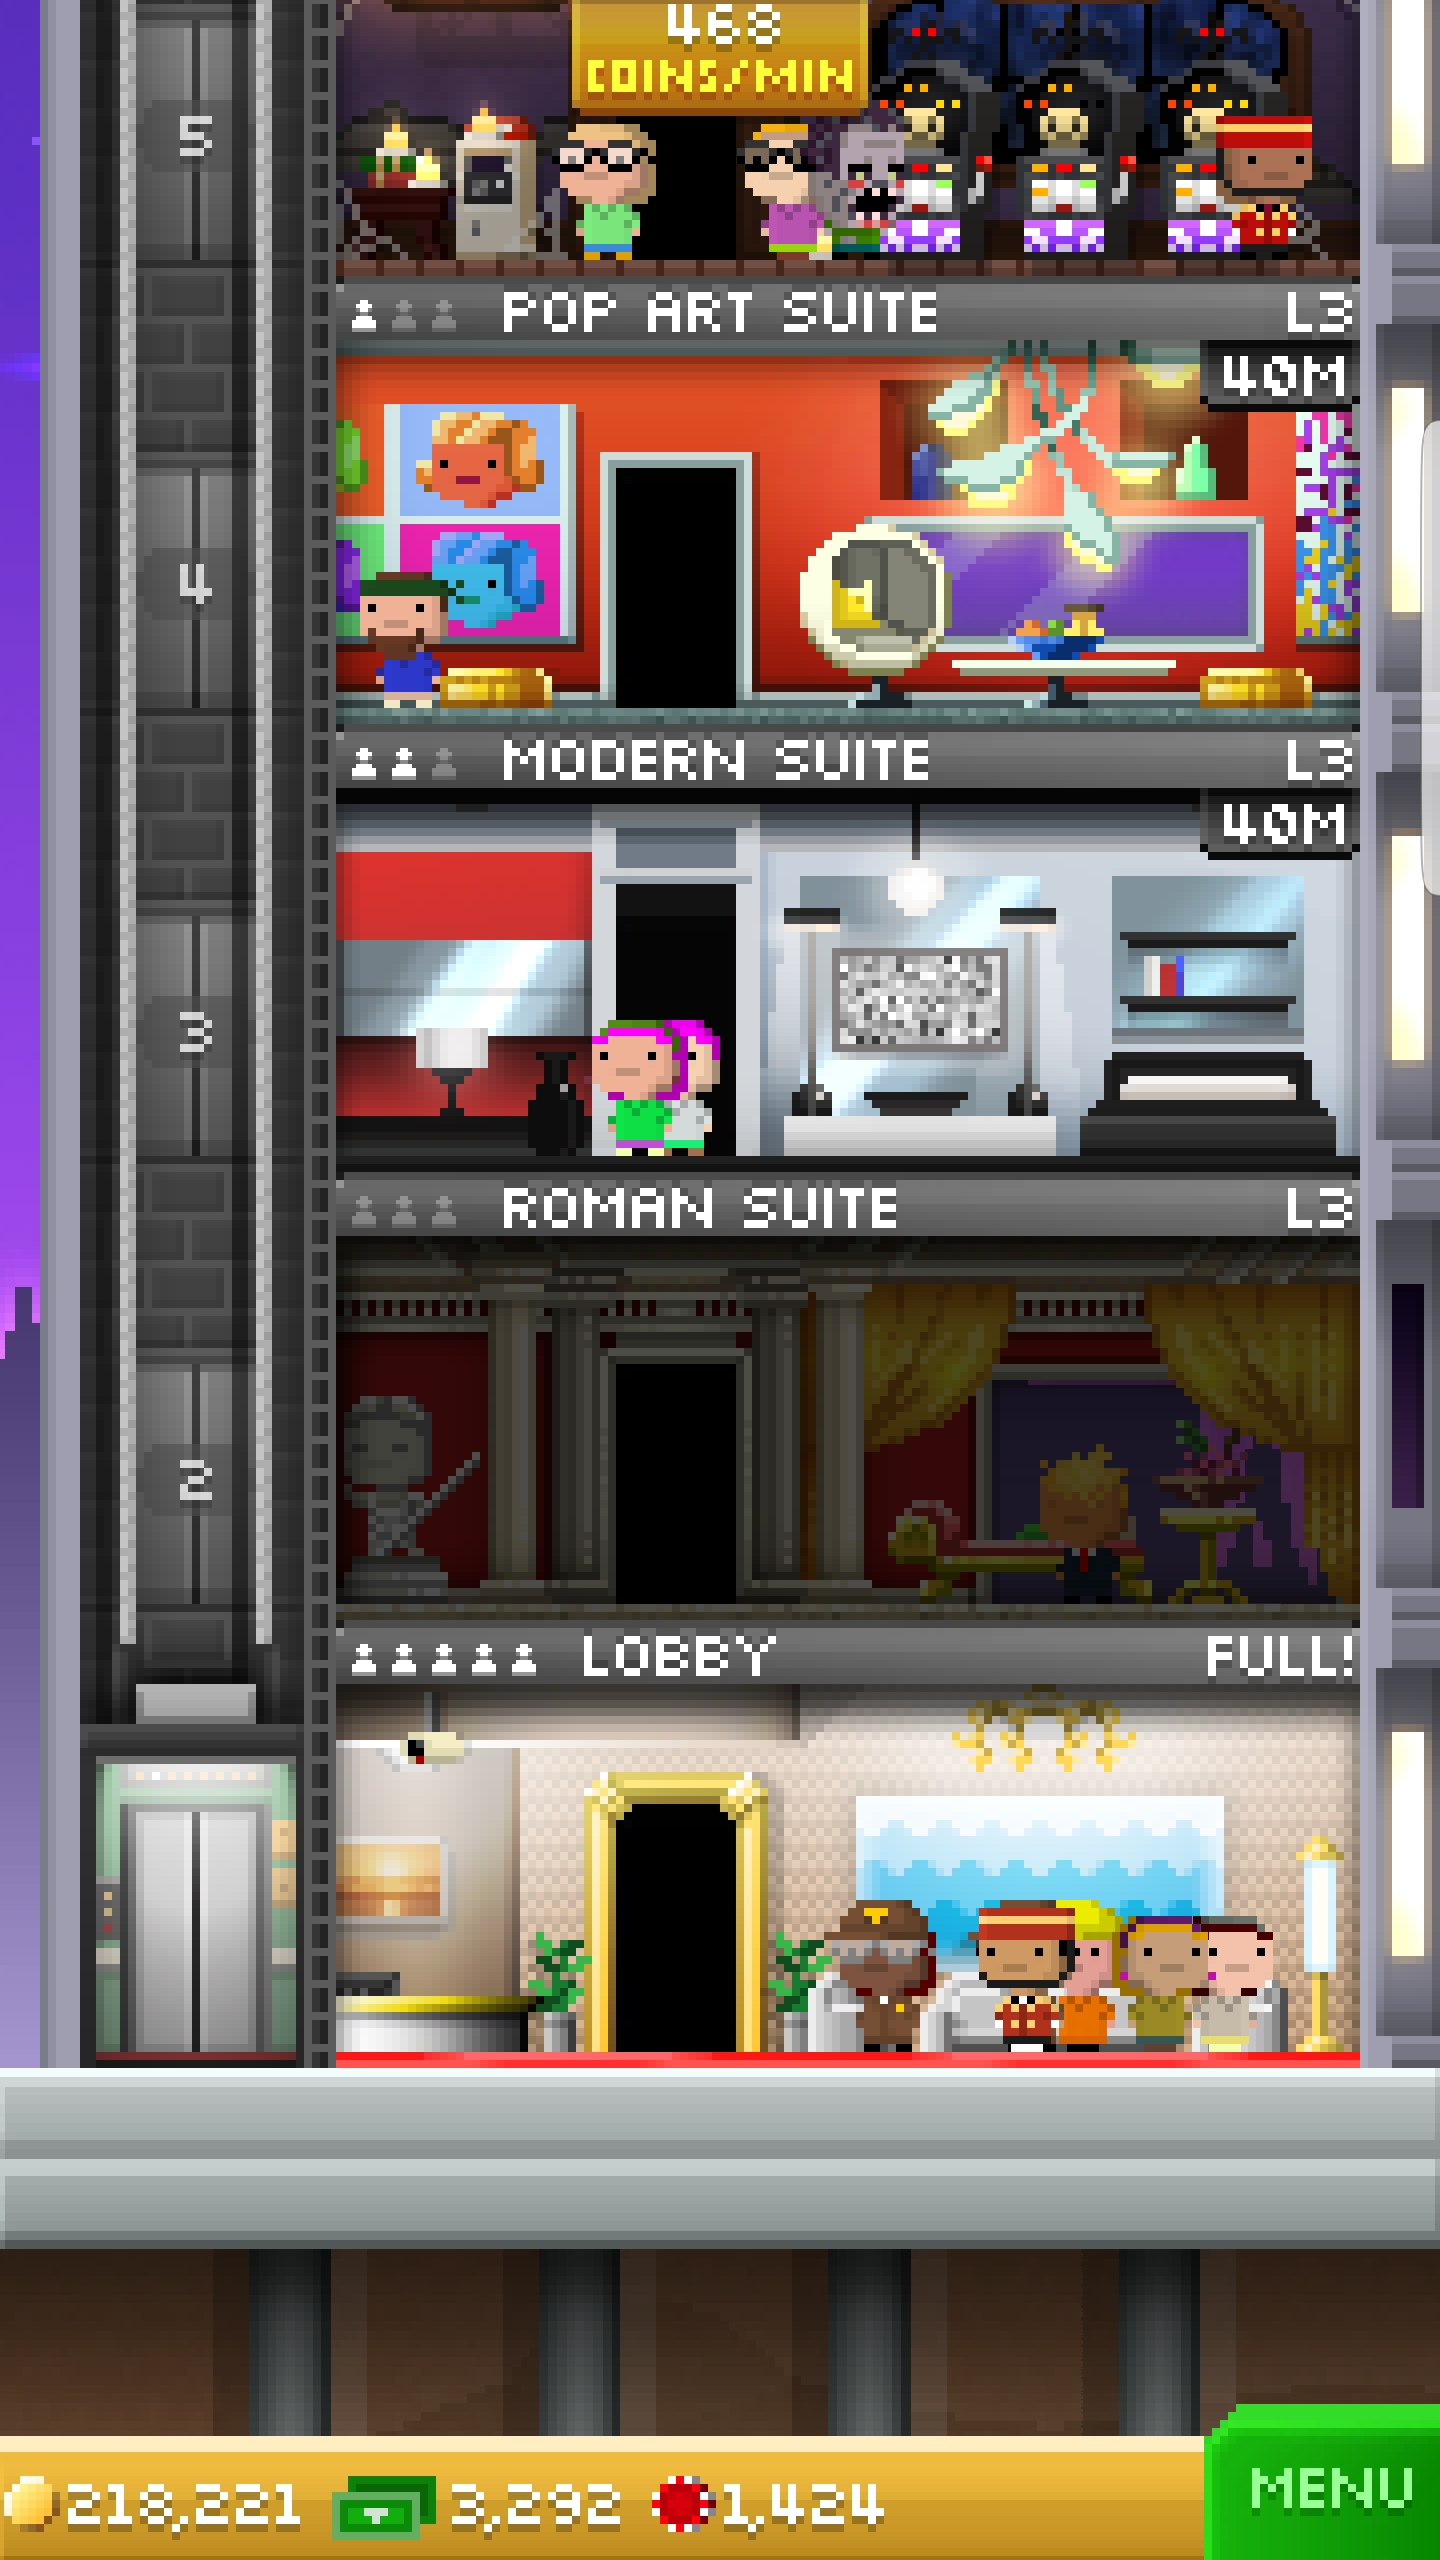 468
COINS/MIN
5
POP ART SUITE L3
40M
4
MODERN SUITE L3
40M
3
ROMAN SUITE L3
2
LOBBY FULL!
218,221 3,292 1,424
MENU